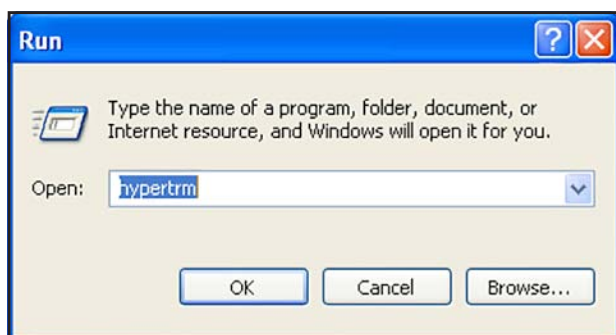 Run
Type the name of a program, folder, document, or
Internet resource, and Windows will open it for you.
Open: hypertrm
OK Cancel Browse...